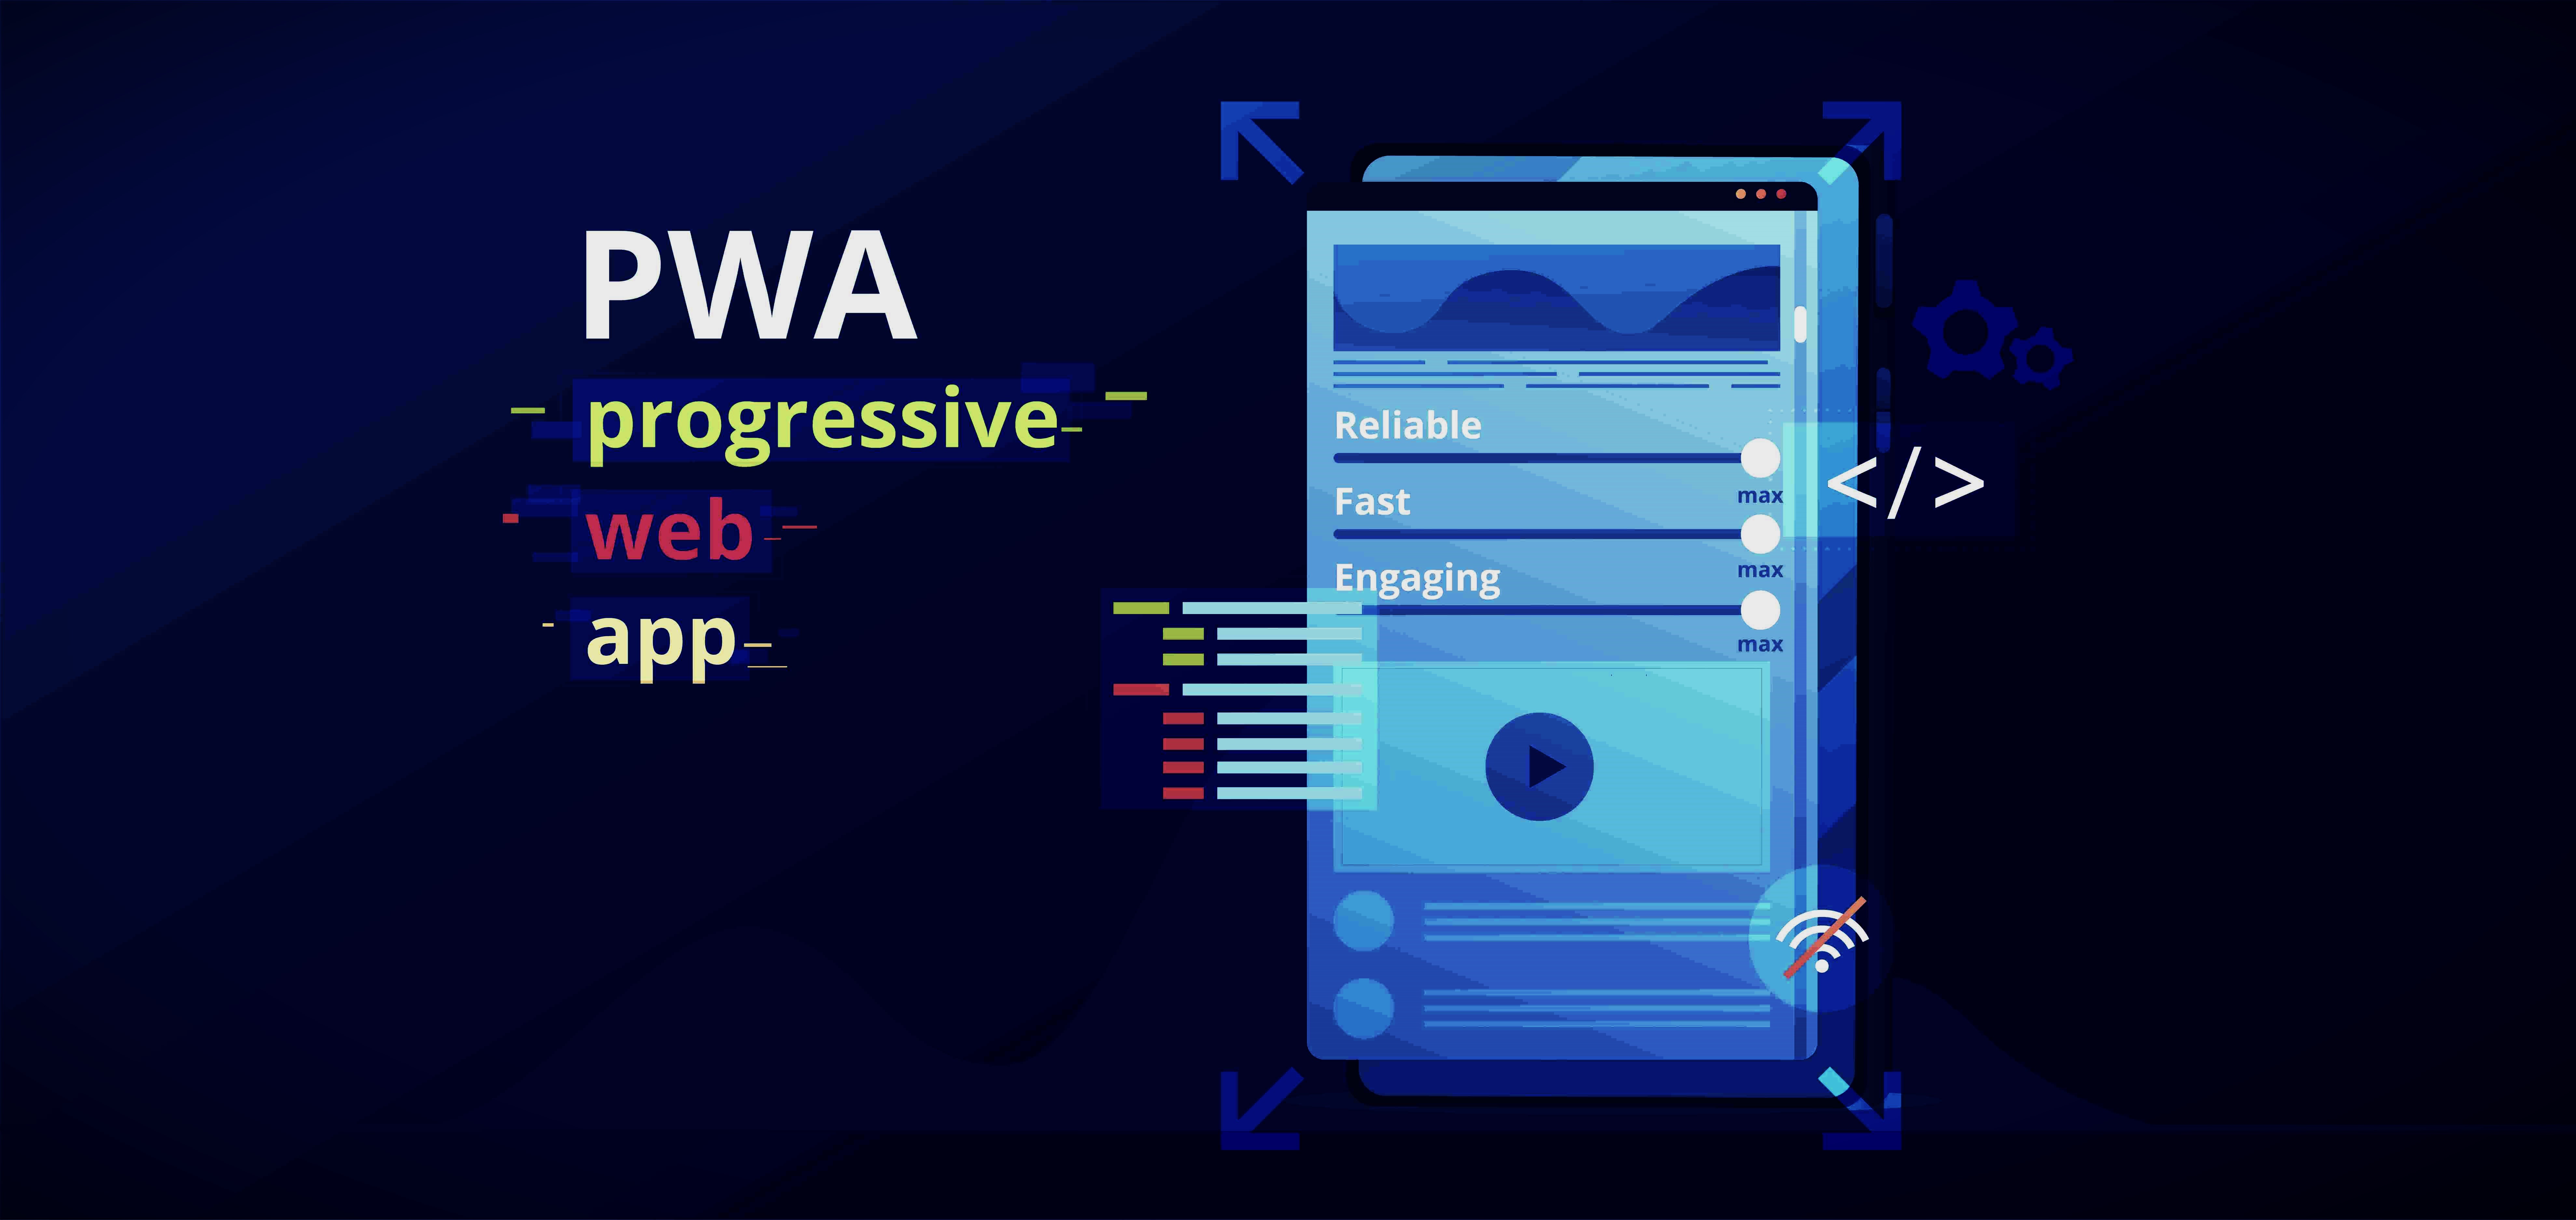 PWA
progressive
web
app
Reliable
max
Fast
max
Engaging
max
</>